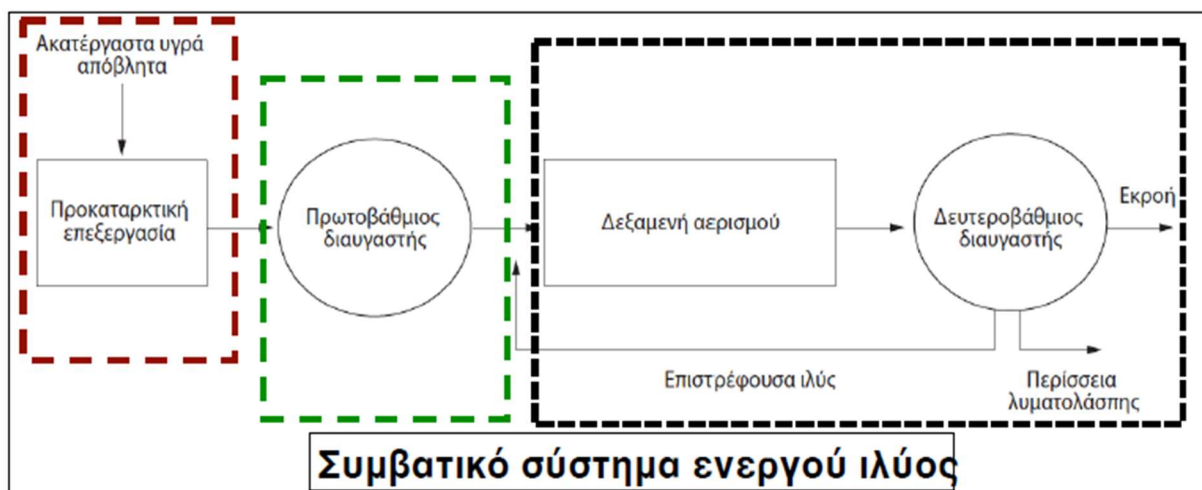 Ακατέργαστα υγρά
απόβλητα
Προκαταρκτική
επεξεργασία
Πρωτοβάθμιος
διαυγαστής
Δεξαμενή αερισμού
Δευτεροβάθμιος
διαυγαστής
Εκροή
Επιστρέφουσα ιλύς
Περίσσεια
λυματολάσπης
Συμβατικό σύστημα ενεργού ιλύος